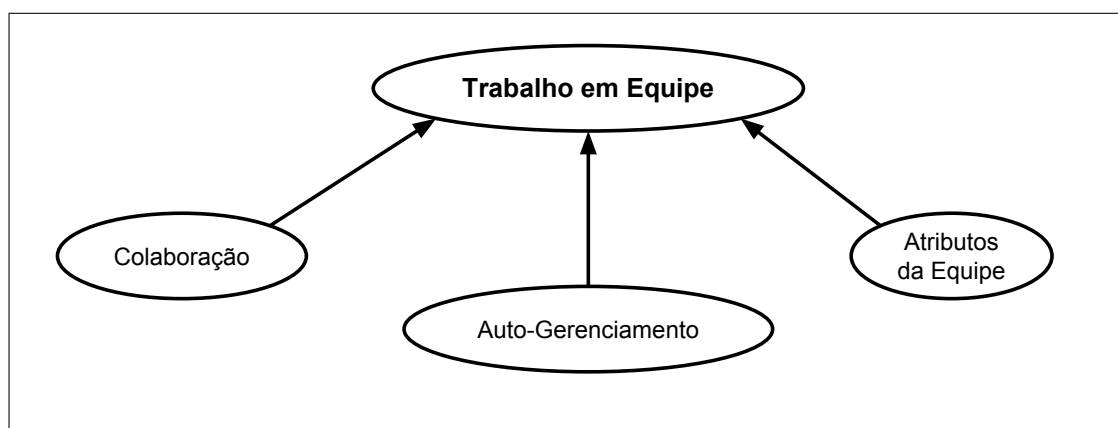 Trabalho em Equipe
Colaboração
Atributos
da Equipe
Auto-Gerenciamento